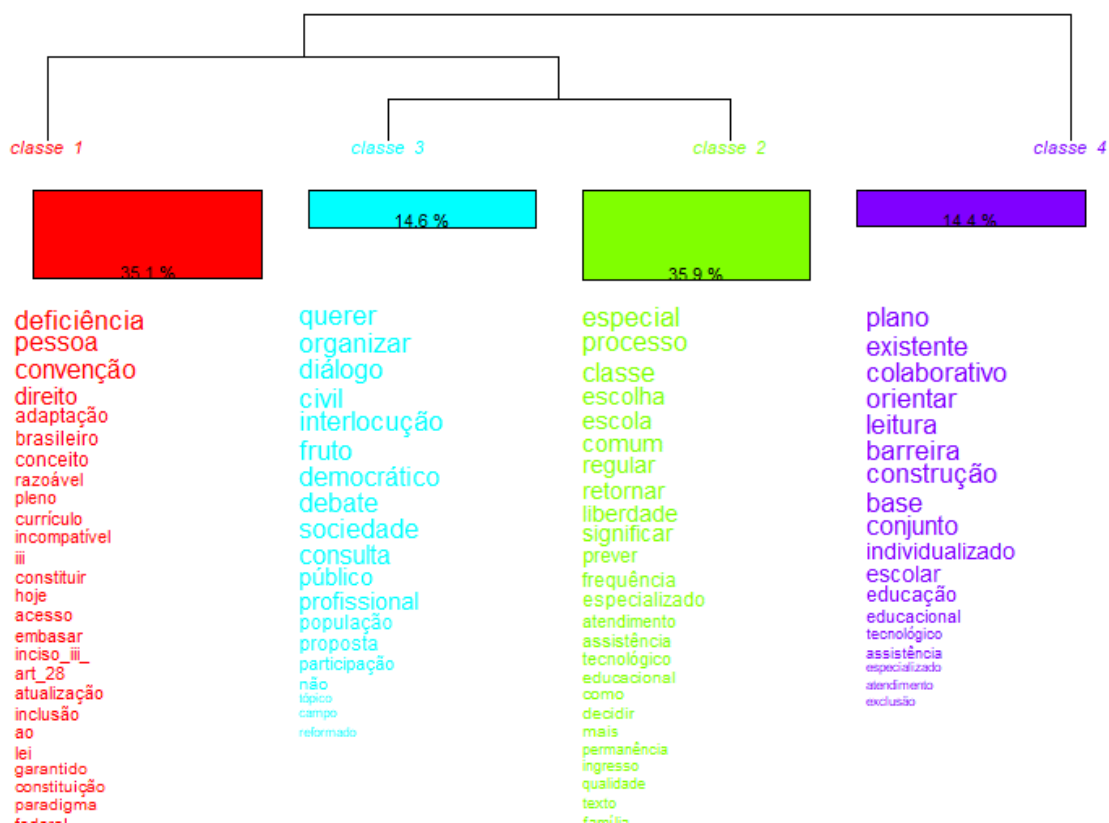 classe 1
classe 3
classe 2
classe 4
35.1 %
14.6 %
35.9 %
14.4 %
deficiência
pessoa
convenção
direito
adaptação
brasileiro
conceito
razoável
pleno
currículo
incompatível
iii
constituir
hoje
acesso
embasar
inciso_iii_
art_28
atualização
inclusão
ao
lei
garantido
constituição
paradigma
federal
querer
organizar
diálogo
civil
interlocução
fruto
democrático
debate
sociedade
consulta
público
profissional
população
proposta
participação
não
tópico
campo
reformado
especial
processo
classe
escolha
escola
comum
regular
retornar
liberdade
significar
prever
frequência
especializado
atendimento
assistência
tecnológico
educacional
como
decidir
mais
permanência
ingresso
qualidade
texto
família
plano
existente
colaborativo
orientar
leitura
barreira
construção
base
conjunto
individualizado
escolar
educação
educacional
tecnológico
assistência
especializado
atendimento
exclusão